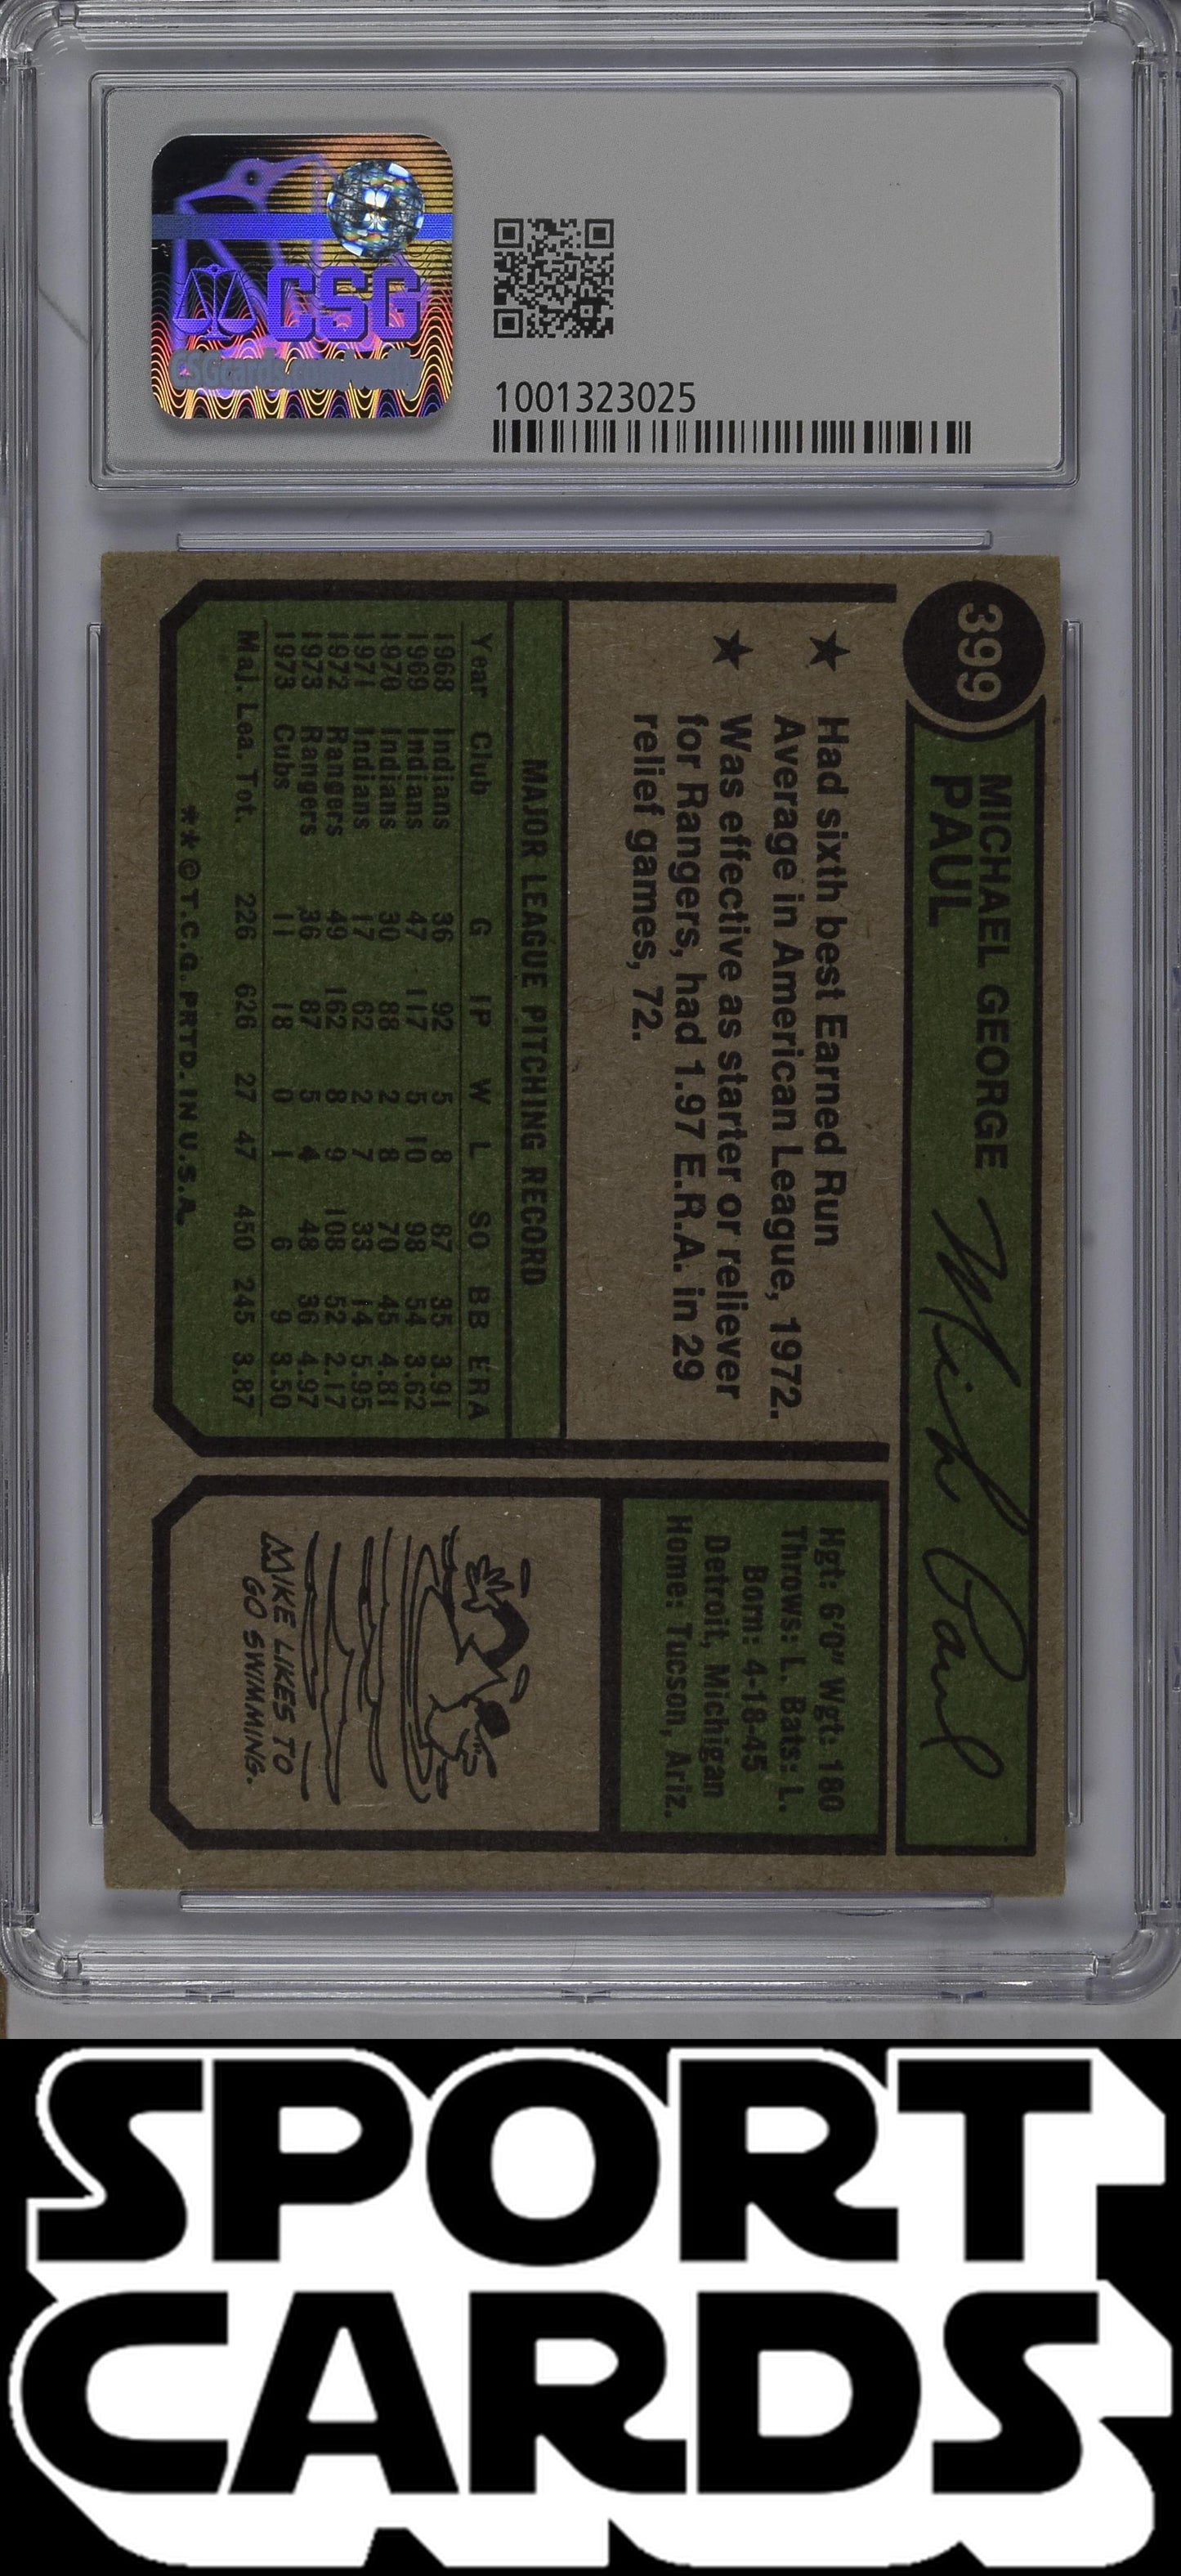 CSG
CSGcards.com/verify
1001323025
399
MICHAEL GEORGE
PAUL
Mike Paul
★ Had sixth best Earned Run
Average in American League, 1972.
★ Was effective as starter or reliever
for Rangers, had 1.97 E.R.A. in 29
relief games, 72.
MAJOR LEAGUE PITCHING RECORD
Year Club G IP W L SO BB ERA
1968 Indians 36 92 5 8 87 35 3.91
1969 Indians 47 117 5 10 98 54 3.62
1970 Indians 30 88 2 8 70 45 4.81
1971 Indians 17 62 2 7 33 14 5.95
1972 Rangers 49 162 8 9 108 52 2.17
1973 Rangers 36 87 5 4 48 36 4.97
1973 Cubs 11 18 0 1 6 9 3.50
Maj. Lea. Tot. 226 626 27 47 450 245 3.87
**©T.C.G. PRTD. IN U.S.A.
Hgt: 6'0" Wgt: 180
Throws: L. Bats: L.
Born: 4-18-45
Detroit, Michigan
Home: Tucson, Ariz.
MIKE LIKES TO
GO SWIMMING.
SPORT
CARDS